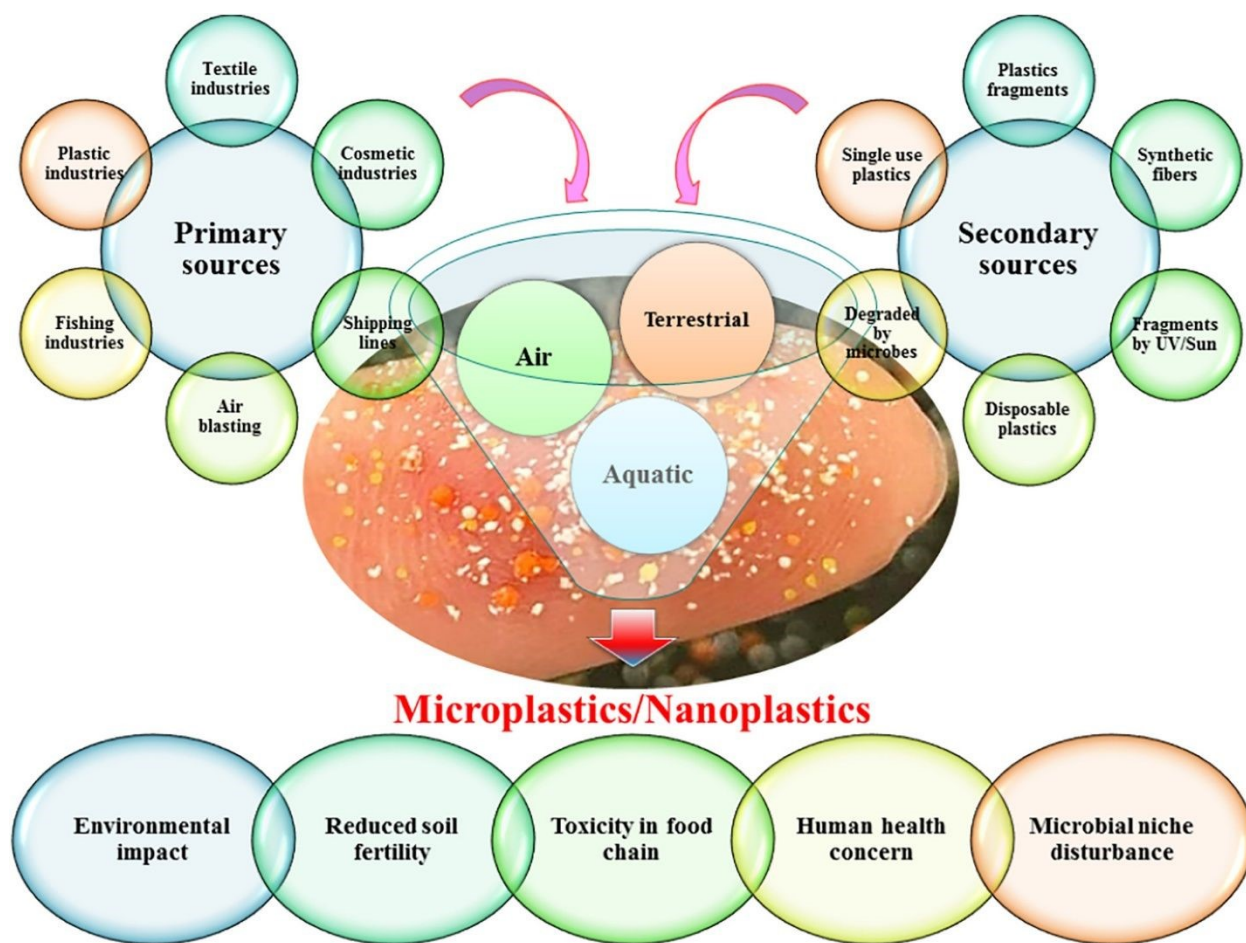 Textile
industries
Plastic
industries
Cosmetic
industries
Primary
sources
Fishing
industries
Shipping
lines
Air
blasting
Plastics
fragments
Single use
plastics
Synthetic
fibers
Secondary
sources
Degraded
by
microbes
Fragments
by UV/Sun
Disposable
plastics
Air
Terrestrial
Aquatic
Microplastics/Nanoplastics
Environmental
impact
Reduced soil
fertility
Toxicity in food
chain
Human health
concern
Microbial niche
disturbance